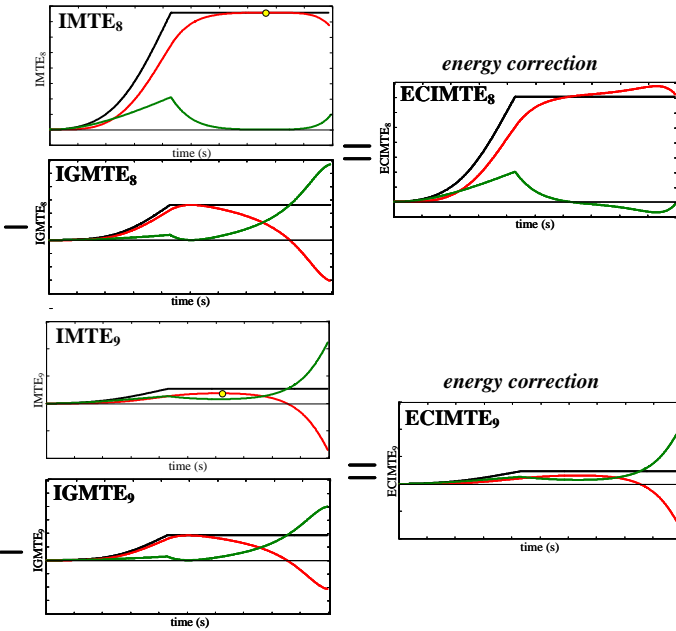 IMTE₈
IMTE₈
time (s)
IGMTE₈
IGMTE₈
time (s)
energy correction
ECIMTE₈
ECIMTE₈
time (s)
IMTE₉
IMTE₉
time (s)
IGMTE₉
IGMTE₉
time (s)
energy correction
ECIMTE₉
ECIMTE₉
time (s)